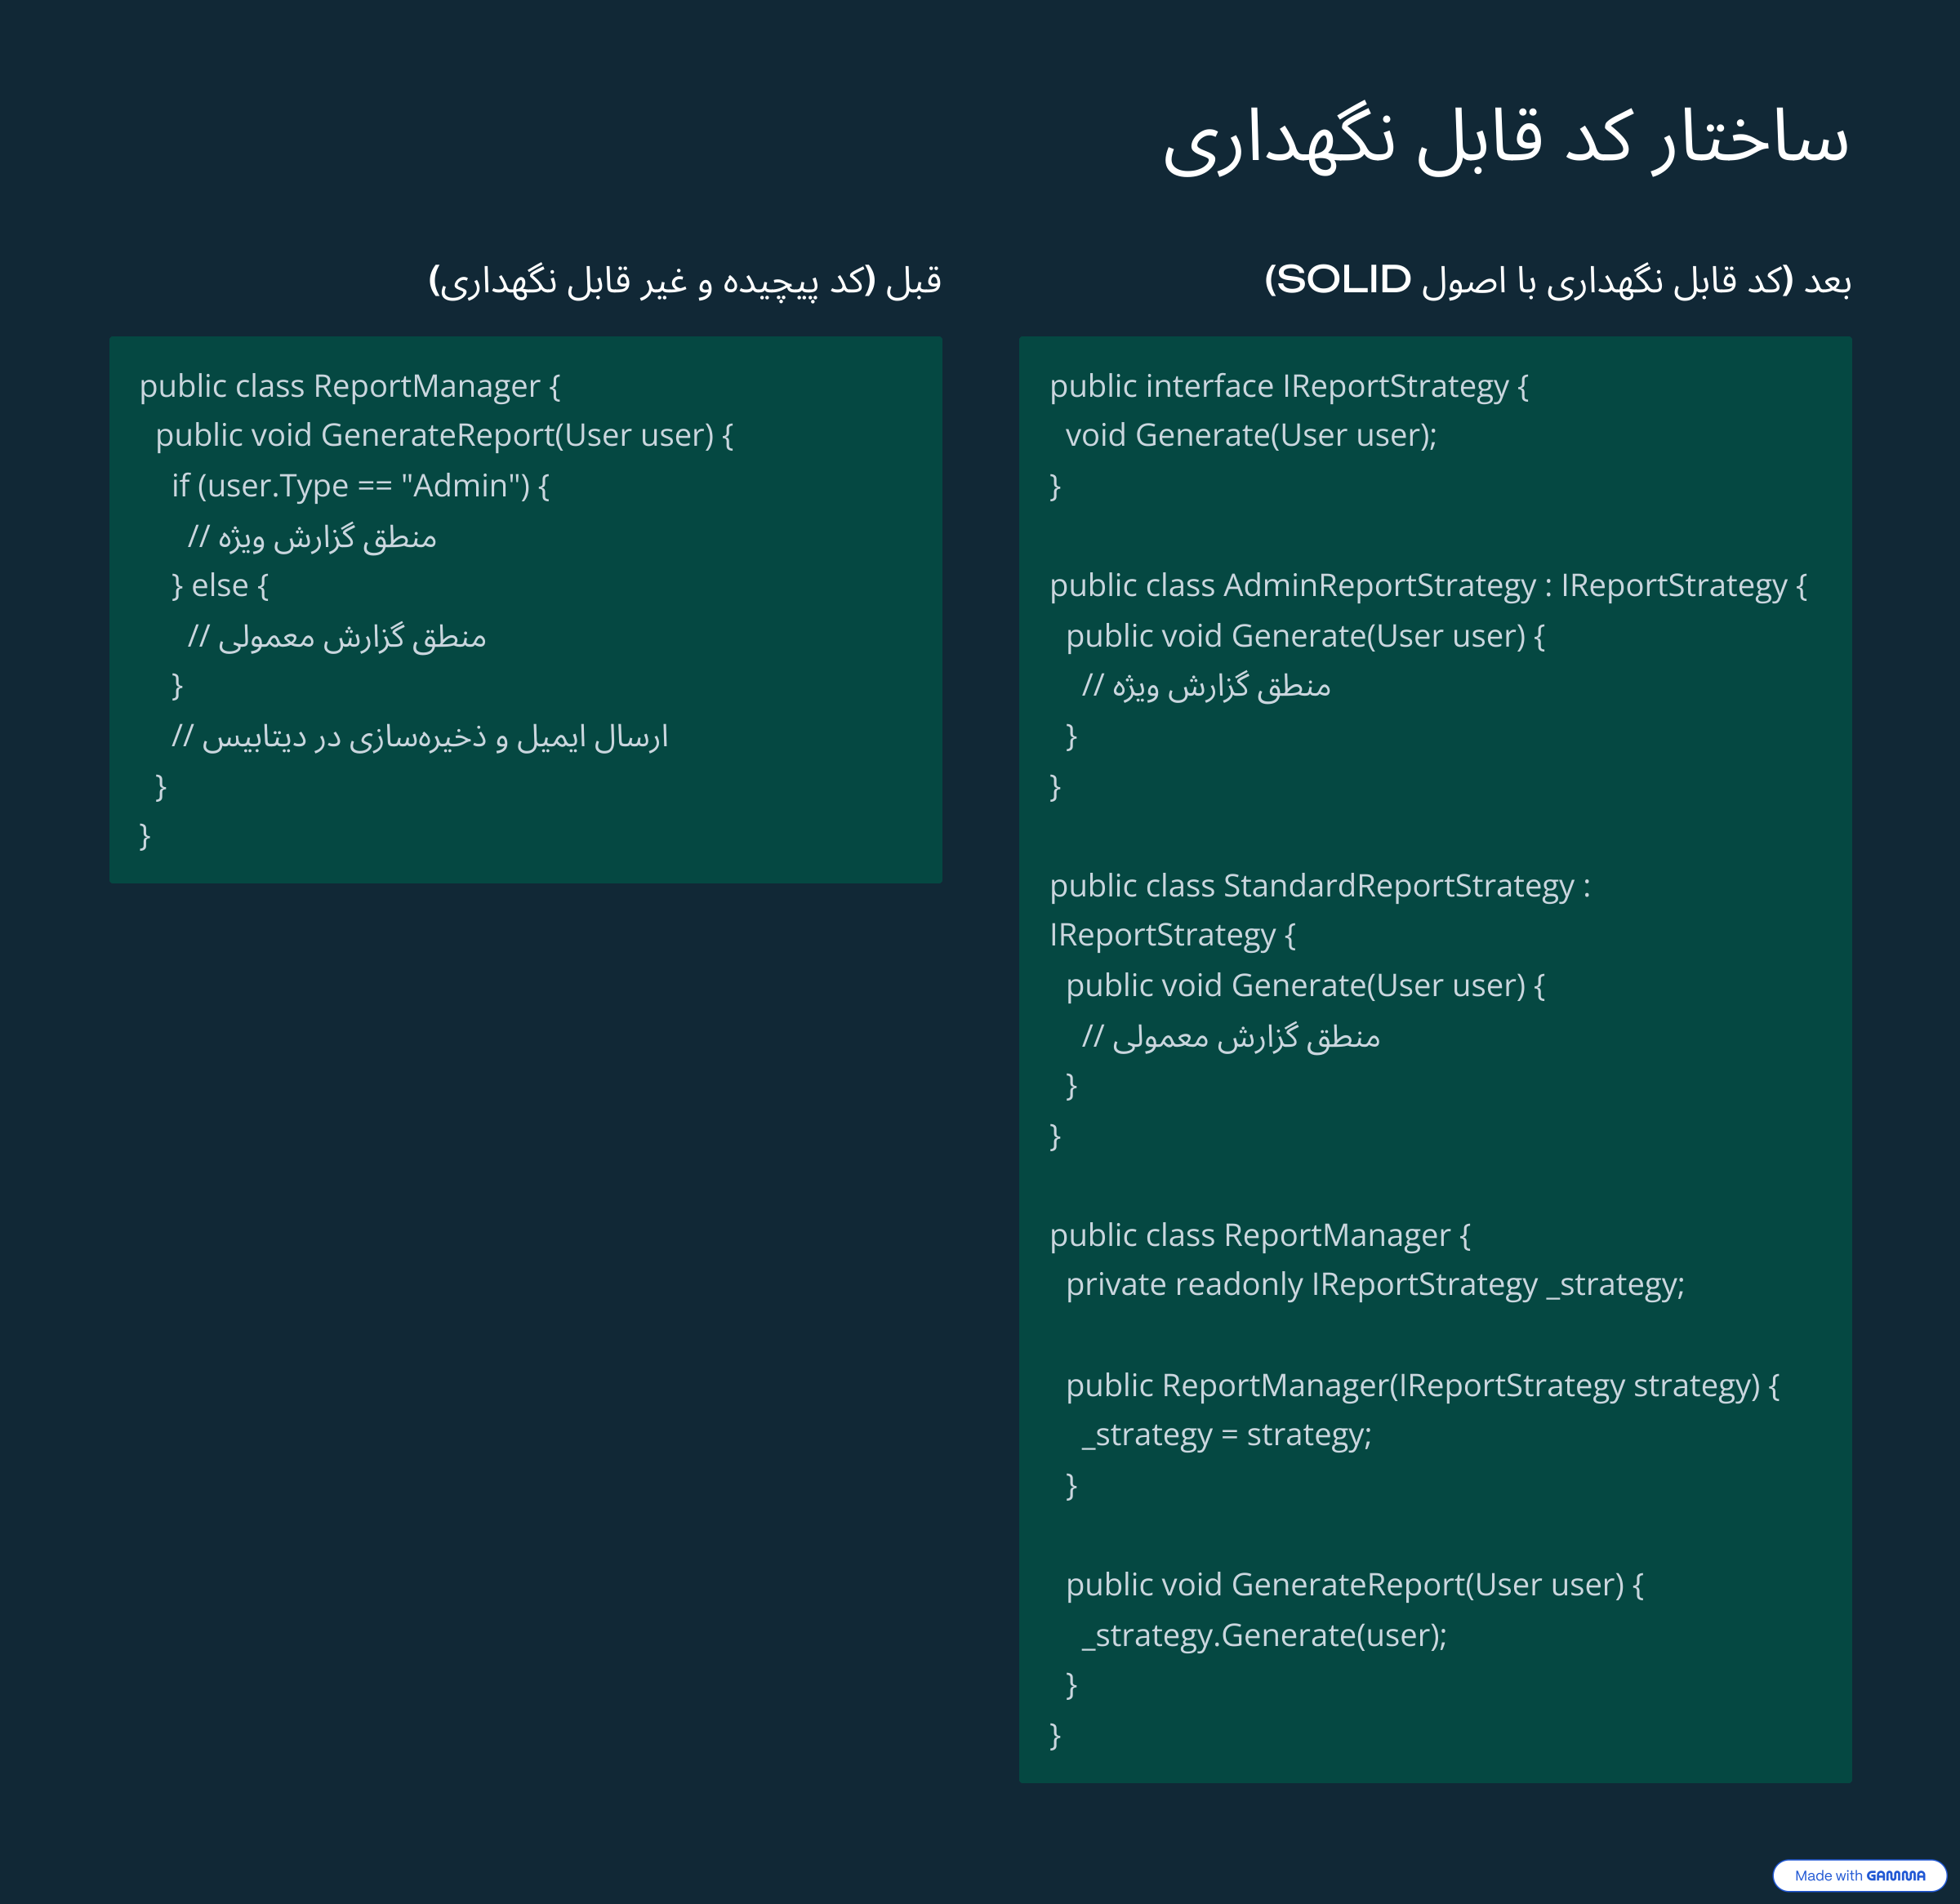 ساختار کد قابل نگهداری
بعد (کد قابل نگهداری با اصول SOLID)
public interface IReportStrategy {
  void Generate(User user);
}

public class AdminReportStrategy : IReportStrategy {
  public void Generate(User user) {
    // منطق گزارش ویژه
  }
}

public class StandardReportStrategy :
IReportStrategy {
  public void Generate(User user) {
    // منطق گزارش معمولی
  }
}

public class ReportManager {
  private readonly IReportStrategy _strategy;

  public ReportManager(IReportStrategy strategy) {
    _strategy = strategy;
  }

  public void GenerateReport(User user) {
    _strategy.Generate(user);
  }
}
قبل (کد پیچیده و غیر قابل نگهداری)
public class ReportManager {
  public void GenerateReport(User user) {
    if (user.Type == "Admin") {
      // منطق گزارش ویژه
    } else {
      // منطق گزارش معمولی
    }
    // ارسال ایمیل و ذخیره‌سازی در دیتابیس
  }
}
Made with GAMMA